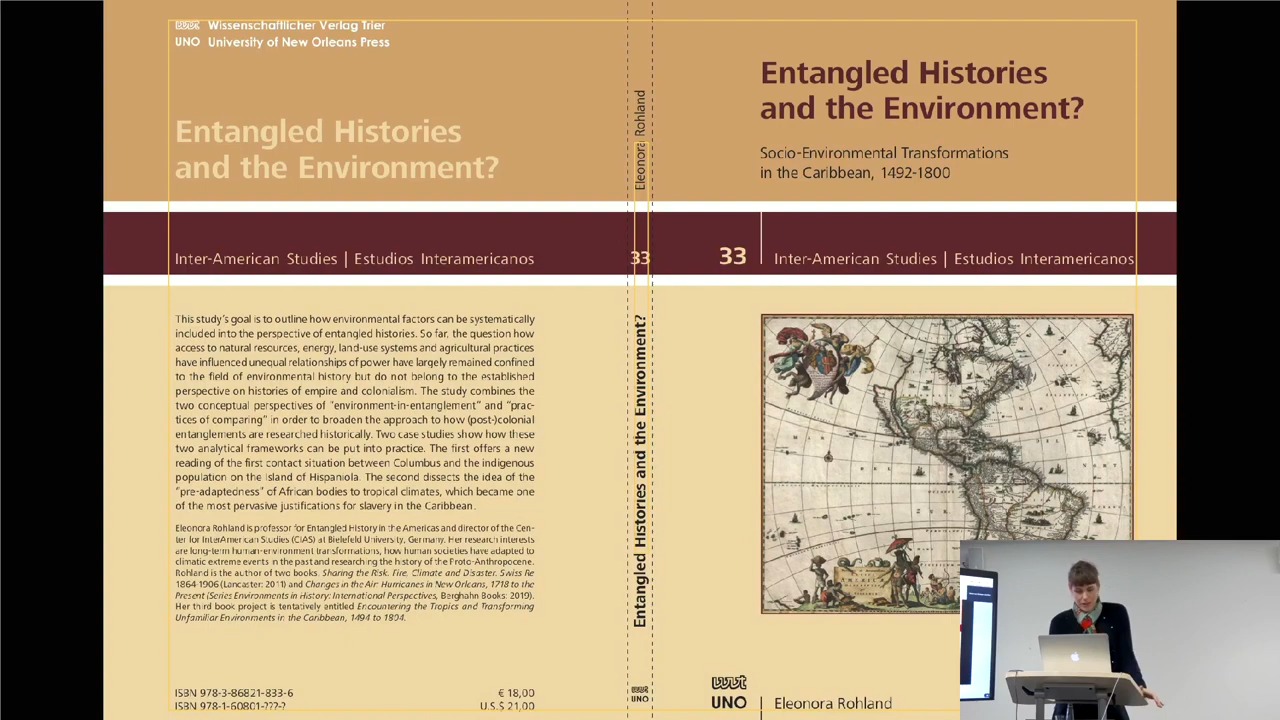 wvt Wissenschaftlicher Verlag Trier
UNO University of New Orleans Press
Entangled Histories
and the Environment?
Inter-American Studies | Estudios Interamericanos
This study's goal is to outline how environmental factors can be systematically
included into the perspective of entangled histories. So far, the question how
access to natural resources, energy, land-use systems and agricultural practices
have influenced unequal relationships of power have largely remained confined
to the field of environmental history but do not belong to the established
perspective on histories of empire and colonialism. The study combines the
two conceptual perspectives of "environment-in-entanglement" and "prac-
tices of comparing" in order to broaden the approach to how (post-)colonial
entanglements are researched historically. Two case studies show how these
two analytical frameworks can be put into practice. The first offers a new
reading of the first contact situation between Columbus and the indigenous
population on the island of Hispaniola. The second dissects the idea of the
"pre-adaptedness" of African bodies to tropical climates, which became one
of the most pervasive justifications for slavery in the Caribbean.
Eleonora Rohland is professor for Entangled History in the Americas and director of the Cen-
ter for InterAmerican Studies (CIAS) at Bielefeld University, Germany. Her research interests
are long-term human-environment transformations, how human societies have adapted to
climatic extreme events in the past and researching the history of the Proto-Anthropocene.
Rohland is the author of two books. Sharing the Risk. Fire, Climate and Disaster. Swiss Re
1864-1906 (Lancaster: 2011) and Changes in the Air: Hurricanes in New Orleans, 1718 to the
Present (Series Environments in History: International Perspectives, Berghahn Books: 2019).
Her third book project is tentatively entitled Encountering the Tropics and Transforming
Unfamiliar Environments in the Caribbean, 1494 to 1804.
ISBN 978-3-86821-833-6 € 18,00
ISBN 978-1-60801-???-? U.S.$ 21,00
Eleonora Rohland
33
Entangled Histories and the Environment?
wvt
UNO
Entangled Histories
and the Environment?
Socio-Environmental Transformations
in the Caribbean, 1492-1800
33 Inter-American Studies | Estudios Interamericanos
wvt
UNO Eleonora Rohland